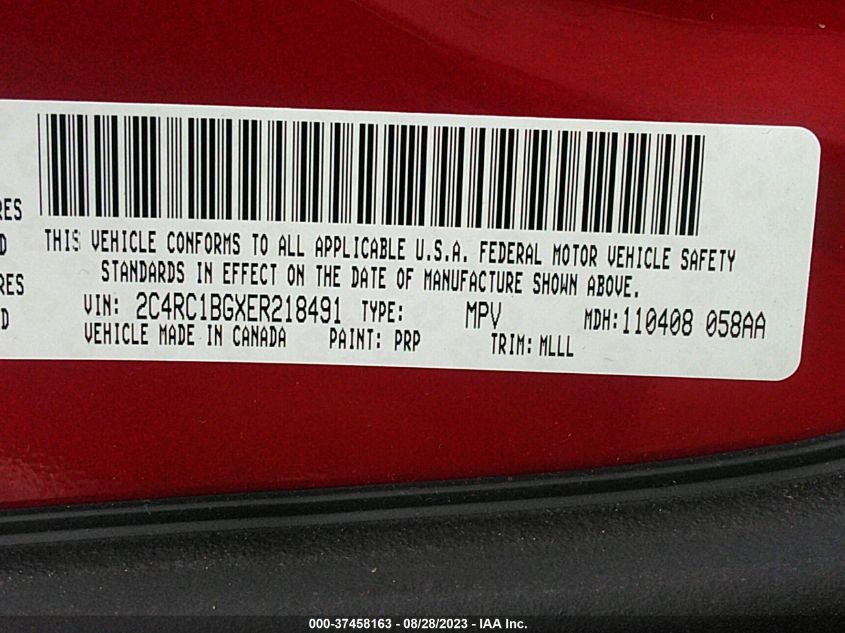 RES
THIS VEHICLE CONFORMS TO ALL APPLICABLE U.S.A. FEDERAL MOTOR VEHICLE SAFETY
D
STANDARDS IN EFFECT ON THE DATE OF MANUFACTURE SHOWN ABOVE.
RES
VIN: 2C4RC1BGXER218491 TYPE: MPV MDH:110408 058AA
D
VEHICLE MADE IN CANADA PAINT: PRP TRIM: MLLL
000-37458163 - 08/28/2023 - IAA Inc.